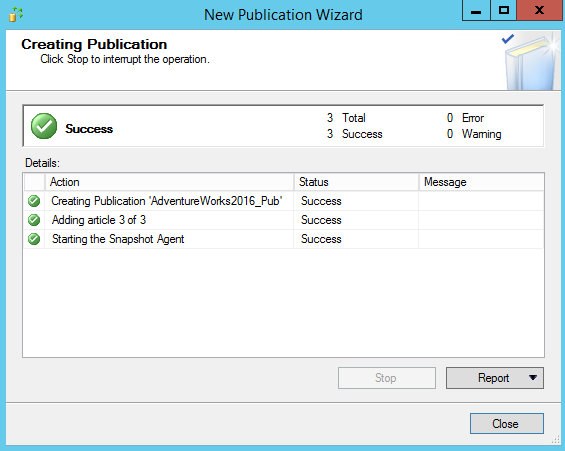 New Publication Wizard
Creating Publication
Click Stop to interrupt the operation.
Success 3 Total 0 Error
3 Success 0 Warning
Details:
Action Status Message
Creating Publication 'AdventureWorks2016_Pub' Success
Adding article 3 of 3 Success
Starting the Snapshot Agent Success
Stop Report
Close